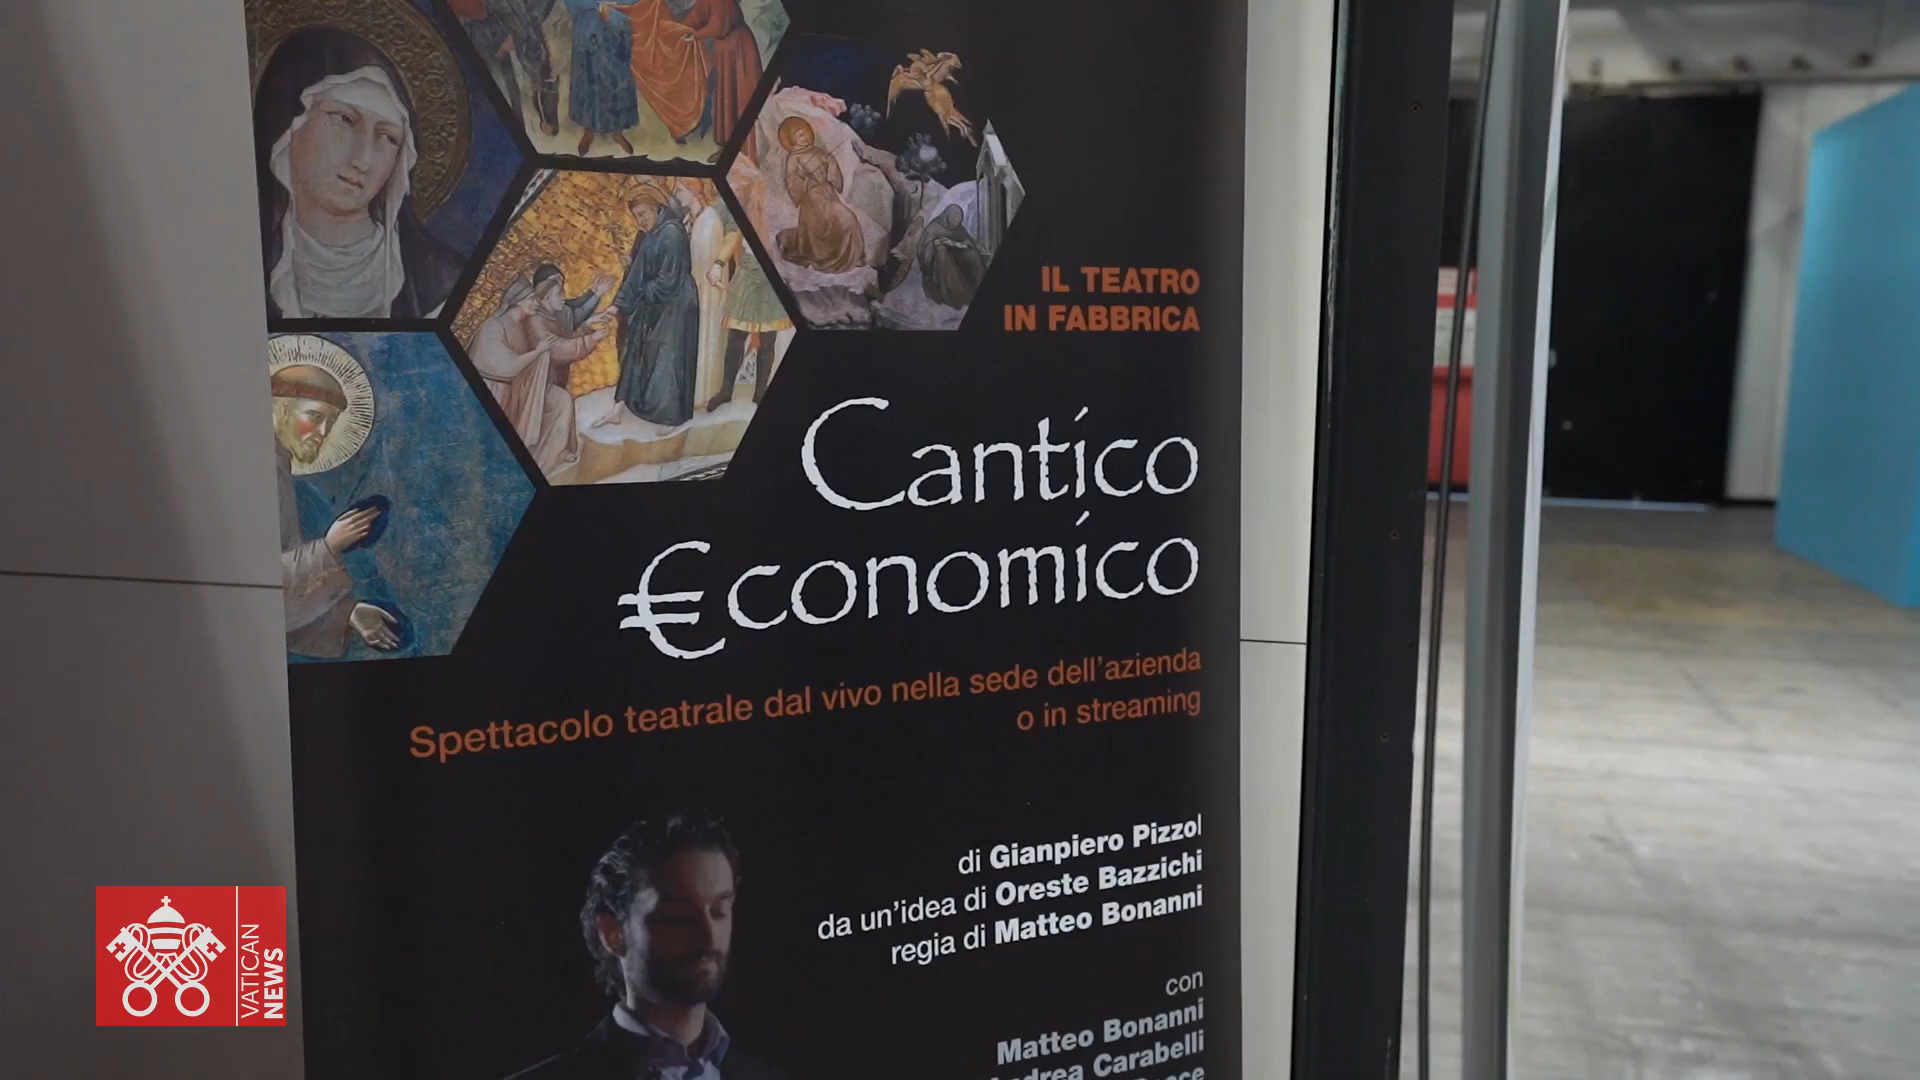 IL TEATRO
IN FABBRICA
Cantico
€conomico
Spettacolo teatrale dal vivo nella sede dell'azienda
o in streaming
di Gianpiero Pizzol
da un'idea di Oreste Bazzichi
regia di Matteo Bonanni
con
Matteo Bonanni
Carabelli
VATICAN
NEWS